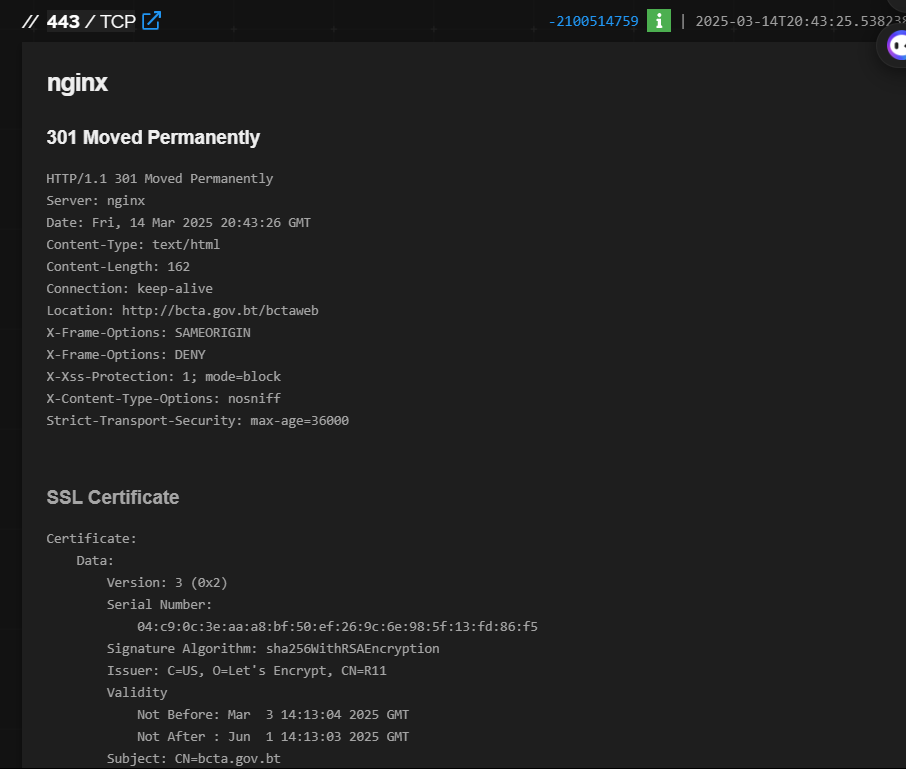 // 443 / TCP
-2100514759 i | 2025-03-14T20:43:25.53823
nginx
301 Moved Permanently
HTTP/1.1 301 Moved Permanently
Server: nginx
Date: Fri, 14 Mar 2025 20:43:26 GMT
Content-Type: text/html
Content-Length: 162
Connection: keep-alive
Location: http://bcta.gov.bt/bctaweb
X-Frame-Options: SAMEORIGIN
X-Frame-Options: DENY
X-Xss-Protection: 1; mode=block
X-Content-Type-Options: nosniff
Strict-Transport-Security: max-age=36000
SSL Certificate
Certificate:
Data:
Version: 3 (0x2)
Serial Number:
04:c9:0c:3e:aa:a8:bf:50:ef:26:9c:6e:98:5f:13:fd:86:f5
Signature Algorithm: sha256WithRSAEncryption
Issuer: C=US, O=Let's Encrypt, CN=R11
Validity
Not Before: Mar  3 14:13:04 2025 GMT
Not After : Jun  1 14:13:03 2025 GMT
Subject: CN=bcta.gov.bt